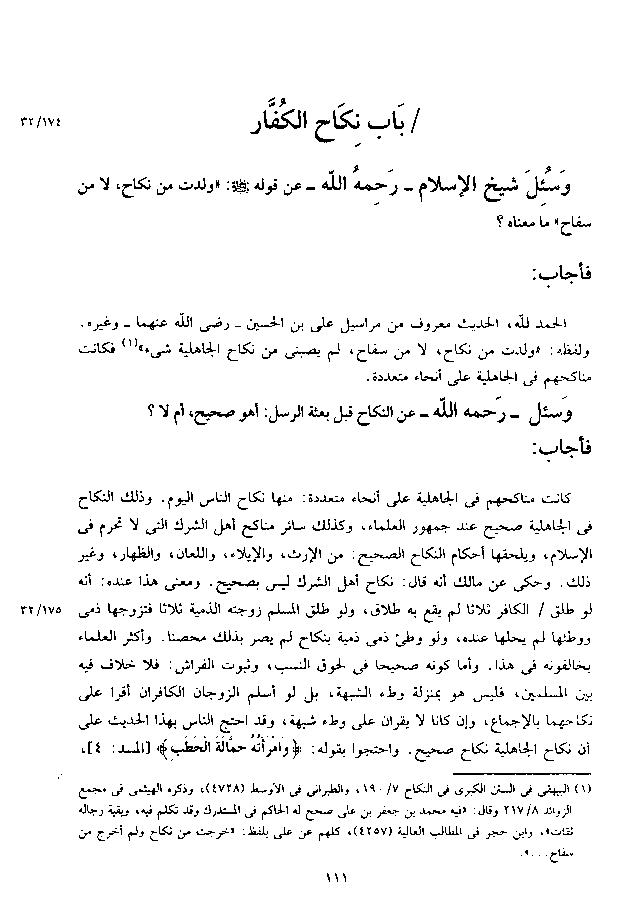 ٣٢/١٧٤
/ بَاب نِكَاح الكُفَّار
وَسُئِلَ شيخ الإسلام ـ رَحِمهُ اللَّه ـ عن قوله ﷺ: «ولدت من نكاح، لا من
سفاح» ما معناه ؟
فأجاب:
الحمد للّه، الحديث معروف من مراسيل على بن الحسين ـ رضى اللّه عنهما ـ وغيره.
ولفظه: «ولدت من نكاح، لا من سفاح، لم يصبنى من نكاح الجاهلية شىء»(١) فكانت
مناكحهم فى الجاهلية على أنحاء متعددة.
وَسئل ـ رَحمه اللَّه ـ عن النكاح قبل بعثة الرسل: أهو صحيح، أم لا ؟
فأجاب:
كانت مناكحهم فى الجاهلية على أنحاء متعددة: منها نكاح الناس اليوم. وذلك النكاح
فى الجاهلية صحيح عند جمهور العلماء، وكذلك سائر مناكح أهل الشرك التى لا تحرم فى
الإسلام، ويلحقها أحكام النكاح الصحيح: من الإرث، والإيلاء، واللعان، والظهار، وغير
ذلك. وحكى عن مالك أنه قال: نكاح أهل الشرك ليس بصحيح. ومعنى هذا عنده: أنه
٣٢/١٧٥ لو طلق / الكافر ثلاثا لم يقع به طلاق، ولو طلق المسلم زوجته الذمية ثلاثا فتزوجها ذمى
ووطئها لم يحلها عنده، ولو وطئ ذمى ذمية بنكاح لم يصر بذلك محصنا. وأكثر العلماء
يخالفونه فى هذا. وأما كونه صحيحا فى لحوق النسب، وثبوت الفراش: فلا خلاف فيه
بين المسلمين، فليس هو بمنزلة وطء الشبهة، بل لو أسلم الزوجان الكافران أقرا على
نكاحهما بالإجماع، وإن كانا لا يقران على وطء شبهة، وقد احتج الناس بهذا الحديث على
أن نكاح الجاهلية نكاح صحيح. واحتجوا بقوله: ﴿وَامْرَأَتُهُ حَمَّالَةَ الْحَطَبِ﴾ [المسد: ٤]،
(١) البيهقى فى السنن الكبرى فى النكاح ٧/ ١٩٠، والطبرانى فى الأوسط (٤٧٢٨)، وذكره الهيثمى فى مجمع
الزوائد ٨/ ٢١٧ وقال: «فيه محمد بن جعفر بن على صحح له الحاكم فى المستدرك وقد تكلم فيه، وبقية رجاله
ثقات»، وابن حجر فى المطالب العالية (٤٢٥٧)، كلهم عن على بلفظ: «خرجت من نكاح ولم أخرج من
سفاح...».
١١١